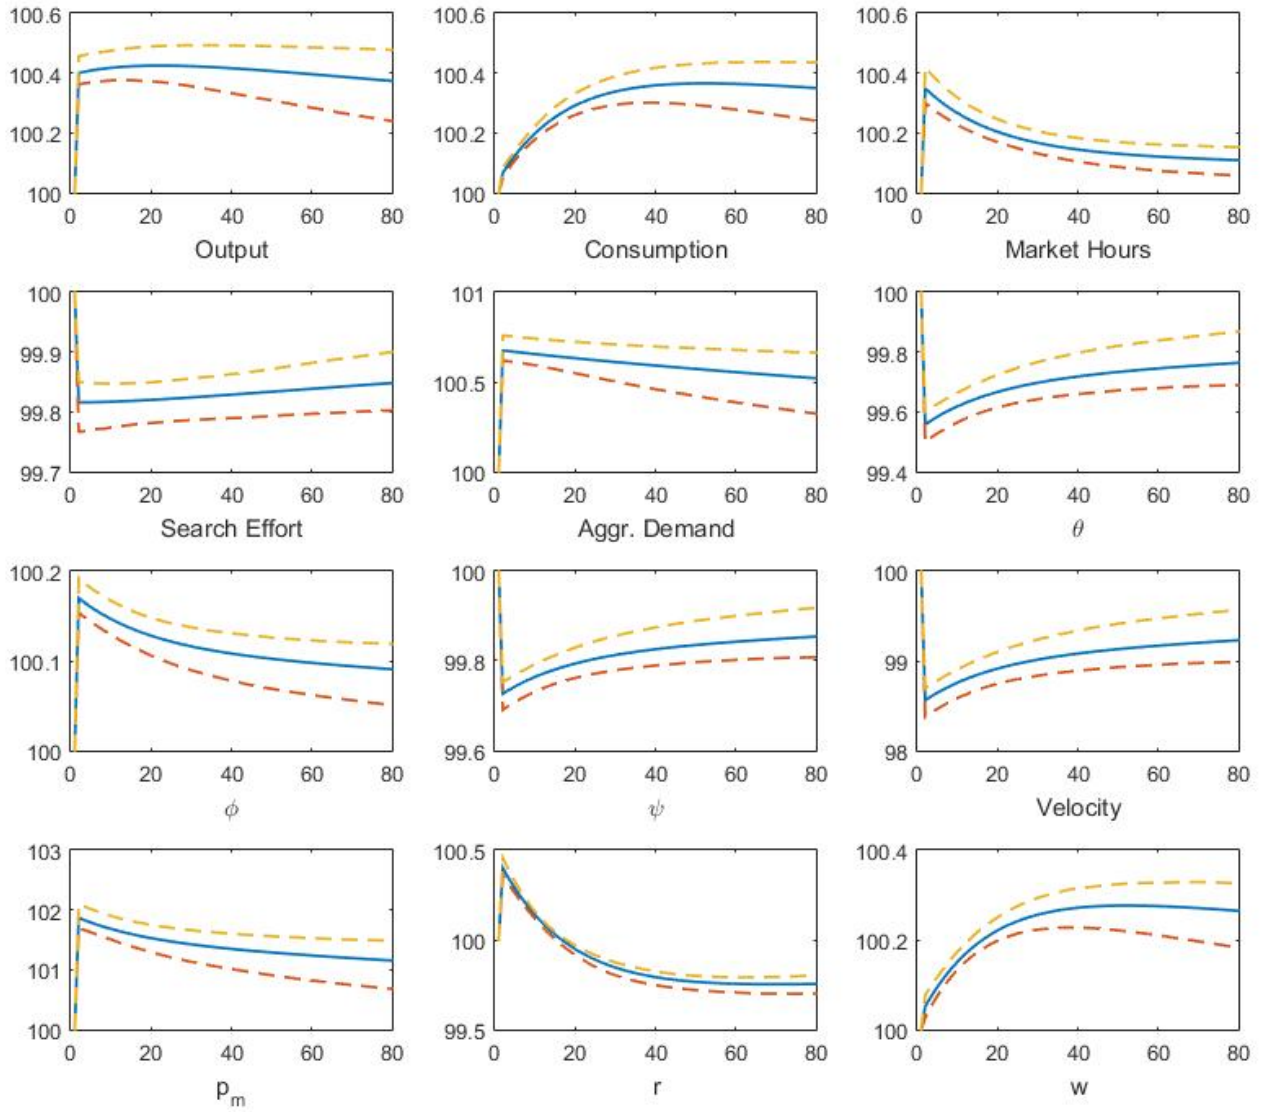 100.6
100.4
100.2
100
0 20 40 60 80
Output
100.6
100.4
100.2
100
0 20 40 60 80
Consumption
100.6
100.4
100.2
100
0 20 40 60 80
Market Hours
100
99.9
99.8
99.7
0 20 40 60 80
Search Effort
101
100.5
100
0 20 40 60 80
Aggr. Demand
100
99.8
99.6
99.4
0 20 40 60 80
θ
100.2
100.1
100
0 20 40 60 80
ϕ
100
99.8
99.6
0 20 40 60 80
ψ
100
99
98
0 20 40 60 80
Velocity
103
102
101
100
0 20 40 60 80
p_m
100.5
100
99.5
0 20 40 60 80
r
100.4
100.2
100
0 20 40 60 80
w